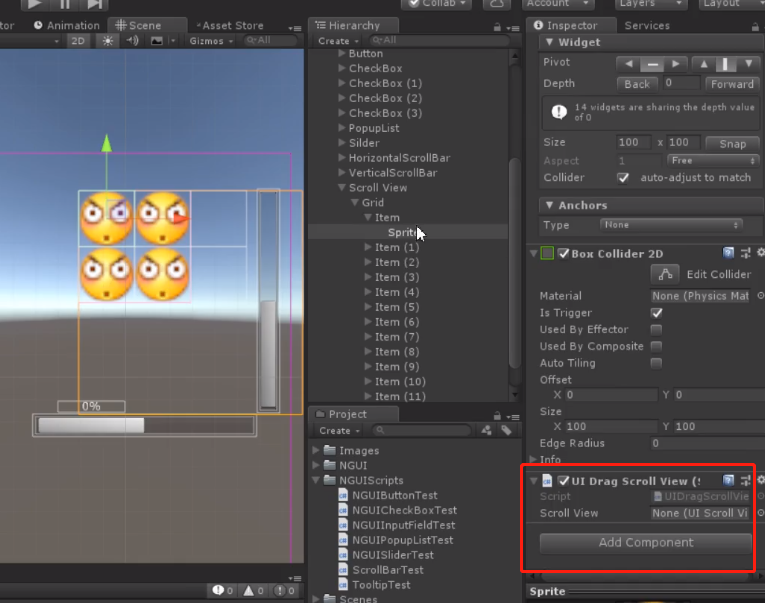 Collab
Account
Layers
Layout
tor
Animation
Scene
Asset Store
2D
Gizmos
All
0%
Hierarchy
Create
All
Button
CheckBox
CheckBox (1)
CheckBox (2)
CheckBox (3)
PopupList
Silder
HorizontalScrollBar
VerticalScrollBar
Scroll View
Grid
Item
Sprite
Item (1)
Item (2)
Item (3)
Item (4)
Item (5)
Item (6)
Item (7)
Item (8)
Item (9)
Item (10)
Item (11)
Project
Create
Images
NGUI
NGUIScripts
NGUIButtonTest
NGUICheckBoxTest
NGUIInputFieldTest
NGUIPopupListTest
NGUISliderTest
ScrollBarTest
TooltipTest
Scenes
0 0 0
Inspector
Services
Widget
Pivot
Depth Back 0 Forward
14 widgets are sharing the depth value
of 0
Size 100 x 100 Snap
Aspect 1 Free
Collider auto-adjust to match
Anchors
Type None
Box Collider 2D
Edit Collider
Material None (Physics Mat
Is Trigger
Used By Effector
Used By Composite
Auto Tiling
Offset
X 0 Y 0
Size
X 100 Y 100
Edge Radius 0
Info
UI Drag Scroll View (
Script UIDragScrollVie
Scroll View None (UI Scroll Vi
Add Component
Sprite